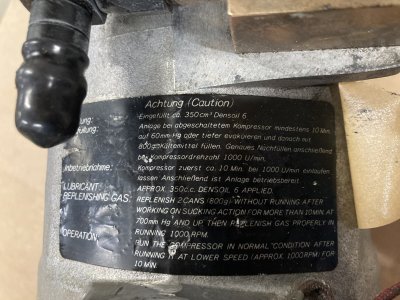 Achtung (Caution)
Eingefüllt ca. 350 cm³ Densoil 6
Anlage bei abgeschaltetem Kompressor mindestens 10 Min.
auf 60mm-Hg oder tiefer evakuieren und danach mit
800g Kältemittel füllen. Genaues Nachfüllen anschließend
bei Kompressordrehzahl 1000 U/min.
Inbetriebnahme: Kompressor zuerst ca. 10 Min. bei 1000 U/min einlaufen
lassen Anschließend ist Anlage betriebsbereit
LUBRICANT: APPROX 350c.c. DENSOIL 6 APPLIED.
REPLENISHING GAS: REPLENISH 2CANS (800g) WITHOUT RUNNING AFTER
WORKING ON SUCKING ACTION FOR MORE THAN 10MIN AT
700mm Hg AND UP THEN REPLENISH GAS PROPERLY IN
RUNNING 1000RPM.
OPERATION: RUN THE COMPRESSOR IN NORMAL CONDITION AFTER
RUNNING IT AT LOWER SPEED (APPROX 1000RPM) FOR
10 MIN